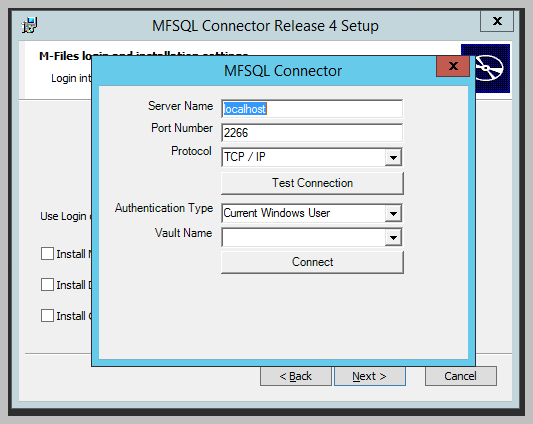 MFSQL Connector Release 4 Setup
X
M-Files login and installation settings
Login int
MFSQL Connector
X
Server Name localhost
Port Number 2266
Protocol TCP / IP
Test Connection
Authentication Type Current Windows User
Vault Name
Connect
Use Login
Install
Install
Install
< Back Next > Cancel